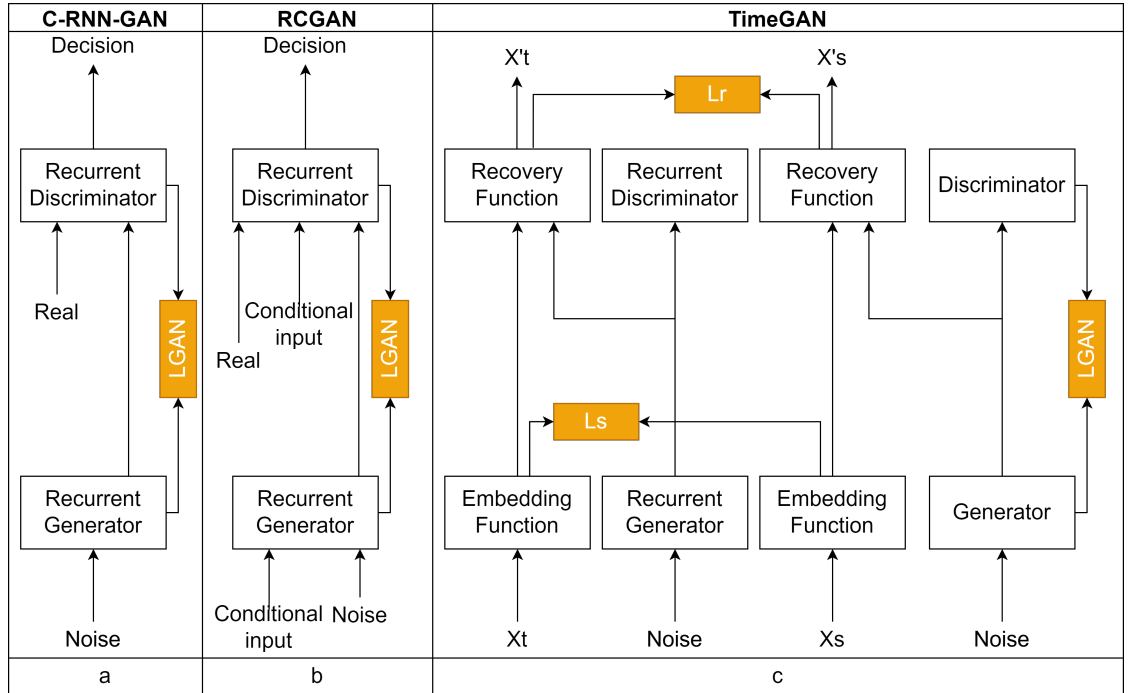 C-RNN-GAN
RCGAN
TimeGAN
Decision
Recurrent
Discriminator
Real
LGAN
Recurrent
Generator
Noise
a
Decision
Recurrent
Discriminator
Conditional
input
Real
LGAN
Recurrent
Generator
Conditional
input
Noise
b
X't
X's
Lr
Recovery
Function
Recurrent
Discriminator
Recovery
Function
Discriminator
LGAN
Ls
Embedding
Function
Recurrent
Generator
Embedding
Function
Generator
Xt
Noise
Xs
Noise
c